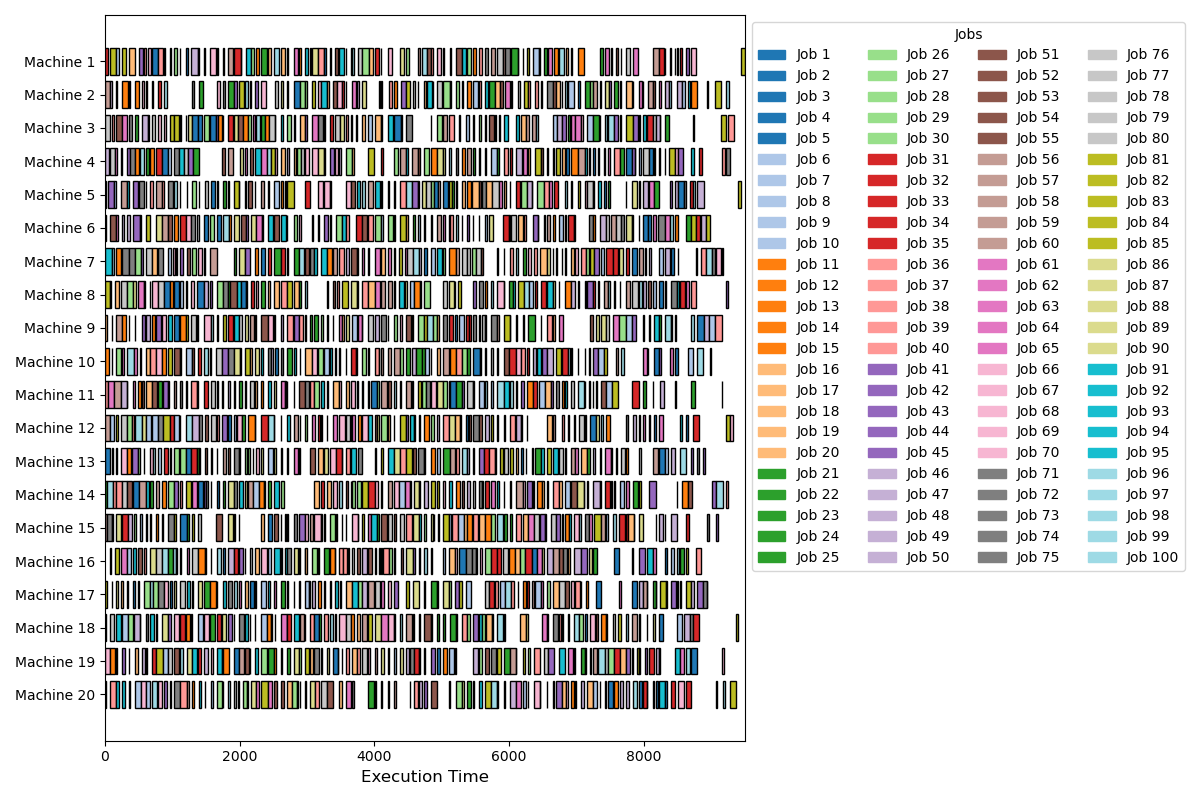 Machine 1
Machine 2
Machine 3
Machine 4
Machine 5
Machine 6
Machine 7
Machine 8
Machine 9
Machine 10
Machine 11
Machine 12
Machine 13
Machine 14
Machine 15
Machine 16
Machine 17
Machine 18
Machine 19
Machine 20
0 2000 4000 6000 8000
Execution Time
Jobs
Job 1 Job 26 Job 51 Job 76
Job 2 Job 27 Job 52 Job 77
Job 3 Job 28 Job 53 Job 78
Job 4 Job 29 Job 54 Job 79
Job 5 Job 30 Job 55 Job 80
Job 6 Job 31 Job 56 Job 81
Job 7 Job 32 Job 57 Job 82
Job 8 Job 33 Job 58 Job 83
Job 9 Job 34 Job 59 Job 84
Job 10 Job 35 Job 60 Job 85
Job 11 Job 36 Job 61 Job 86
Job 12 Job 37 Job 62 Job 87
Job 13 Job 38 Job 63 Job 88
Job 14 Job 39 Job 64 Job 89
Job 15 Job 40 Job 65 Job 90
Job 16 Job 41 Job 66 Job 91
Job 17 Job 42 Job 67 Job 92
Job 18 Job 43 Job 68 Job 93
Job 19 Job 44 Job 69 Job 94
Job 20 Job 45 Job 70 Job 95
Job 21 Job 46 Job 71 Job 96
Job 22 Job 47 Job 72 Job 97
Job 23 Job 48 Job 73 Job 98
Job 24 Job 49 Job 74 Job 99
Job 25 Job 50 Job 75 Job 100